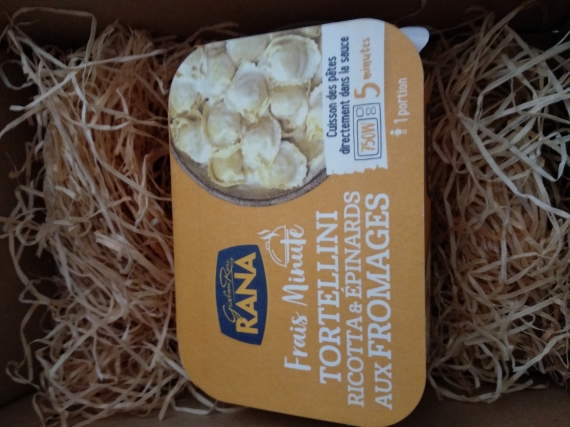 Cuisson des pâtes
directement dans la sauce
750W
5 minutes
1 portion
Giovanni Rana
RANA
Frais Minute
TORTELLINI
RICOTTA & ÉPINARDS
AUX FROMAGES